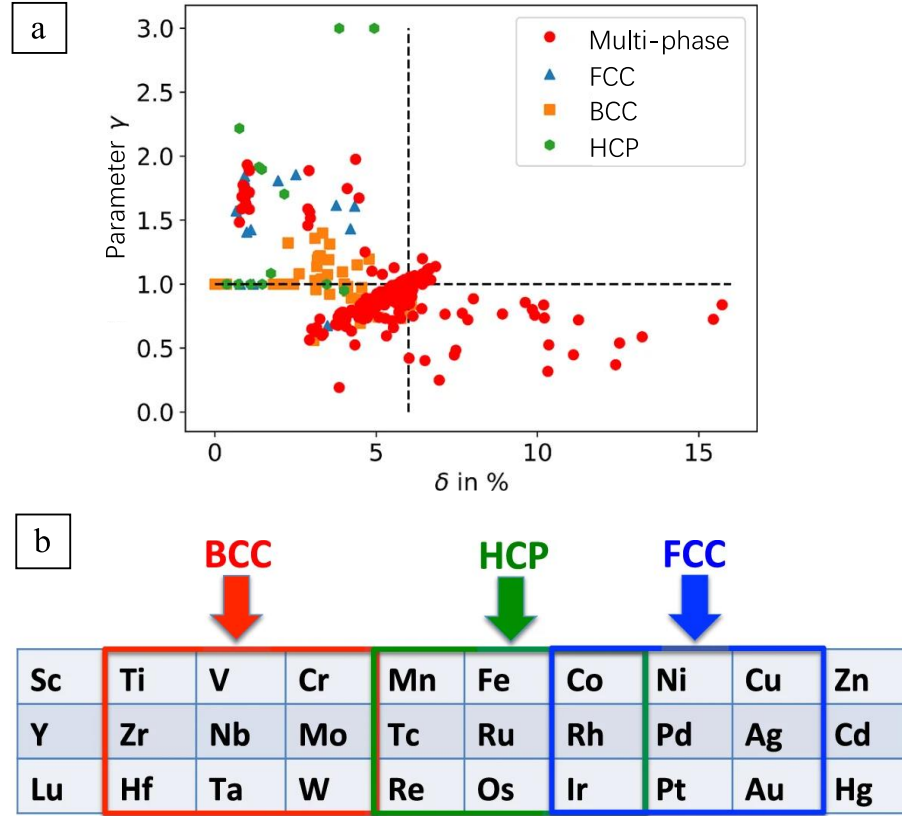 a
Multi-phase
FCC
BCC
HCP
Parameter γ
3.0
2.5
2.0
1.5
1.0
0.5
0.0
0 5 10 15
δ in %
b
BCC HCP FCC
Sc Ti V Cr Mn Fe Co Ni Cu Zn
Y Zr Nb Mo Tc Ru Rh Pd Ag Cd
Lu Hf Ta W Re Os Ir Pt Au Hg